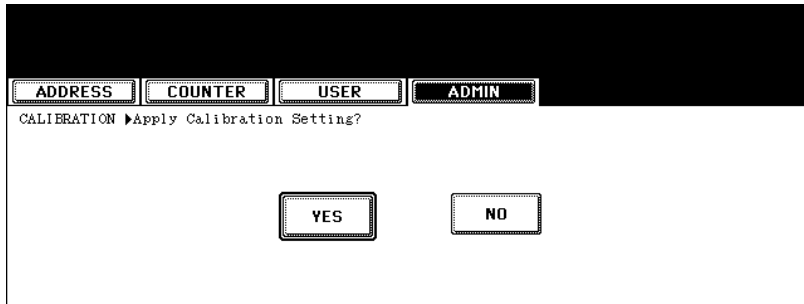 ADDRESS COUNTER USER ADMIN
CALIBRATION ▶Apply Calibration Setting?
YES NO